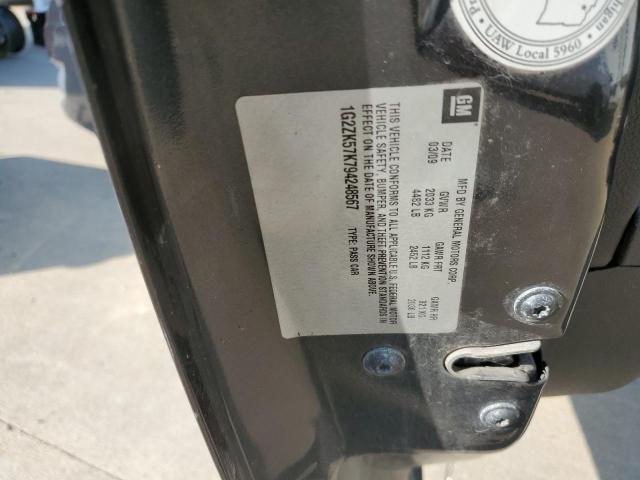 GM
MFD BY GENERAL MOTORS CORP.
DATE GVWR GAWR FRT GAWR RR
03/09 2033 KG 1112 KG 921 KG
4482 LB 2452 LB 2030 LB
THIS VEHICLE CONFORMS TO ALL APPLICABLE U.S. FEDERAL MOTOR
VEHICLE SAFETY, BUMPER, AND THEFT PREVENTION STANDARDS IN
EFFECT ON THE DATE OF MANUFACTURE SHOWN ABOVE.
1G2ZK57K794248567 TYPE: PASS CAR
UAW Local 5960